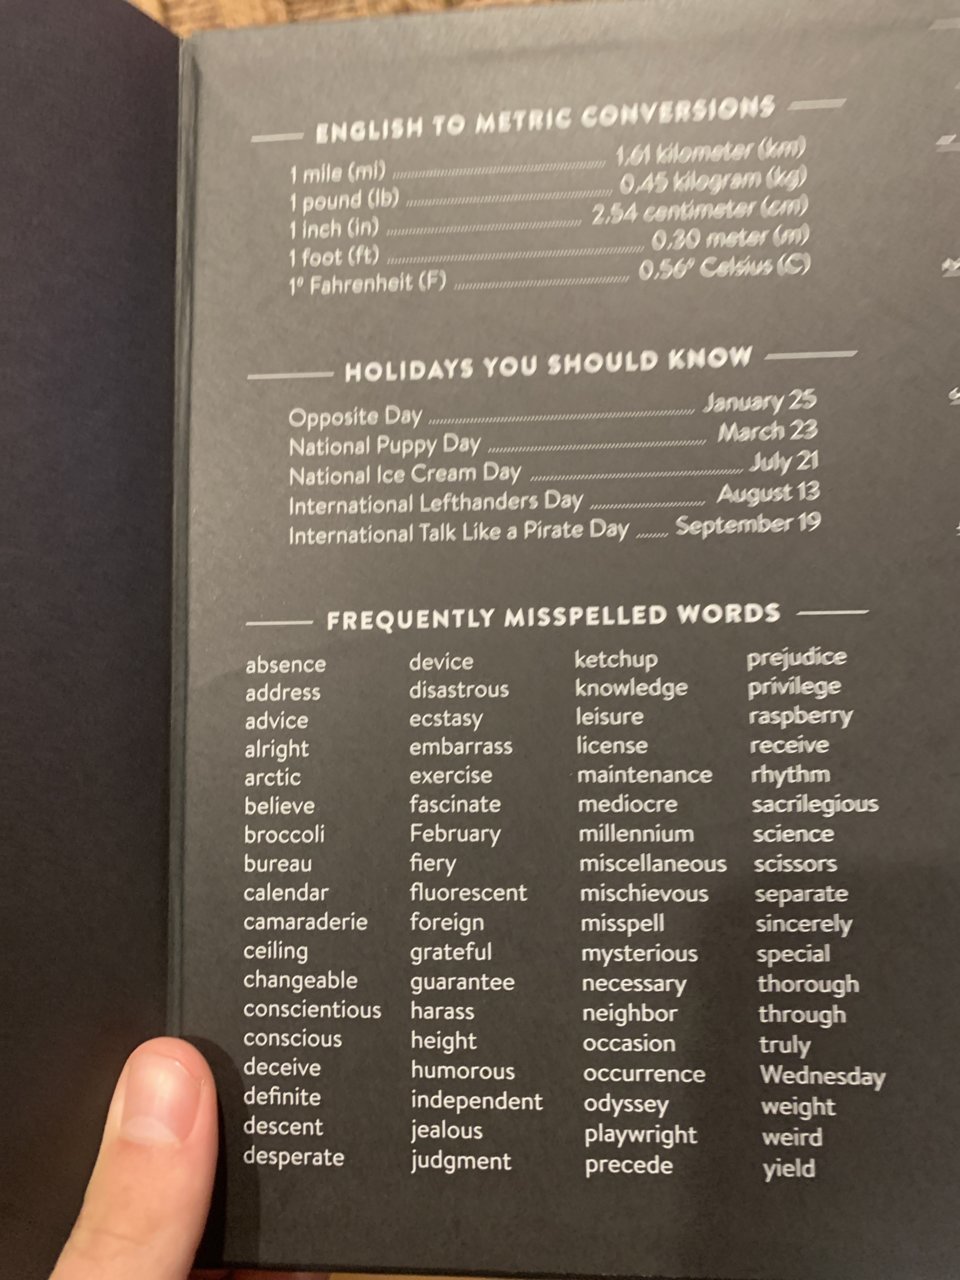 ENGLISH TO METRIC CONVERSIONS
1 mile (mi) 1.61 kilometer (km)
1 pound (lb) 0.45 kilogram (kg)
1 inch (in) 2.54 centimeter (cm)
1 foot (ft) 0.30 meter (m)
1° Fahrenheit (F) 0.56° Celsius (C)
HOLIDAYS YOU SHOULD KNOW
Opposite Day January 25
National Puppy Day March 23
National Ice Cream Day July 21
International Lefthanders Day August 13
International Talk Like a Pirate Day September 19
FREQUENTLY MISSPELLED WORDS
absence device ketchup prejudice
address disastrous knowledge privilege
advice ecstasy leisure raspberry
alright embarrass license receive
arctic exercise maintenance rhythm
believe fascinate mediocre sacrilegious
broccoli February millennium science
bureau fiery miscellaneous scissors
calendar fluorescent mischievous separate
camaraderie foreign misspell sincerely
ceiling grateful mysterious special
changeable guarantee necessary thorough
conscientious harass neighbor through
conscious height occasion truly
deceive humorous occurrence Wednesday
definite independent odyssey weight
descent jealous playwright weird
desperate judgment precede yield